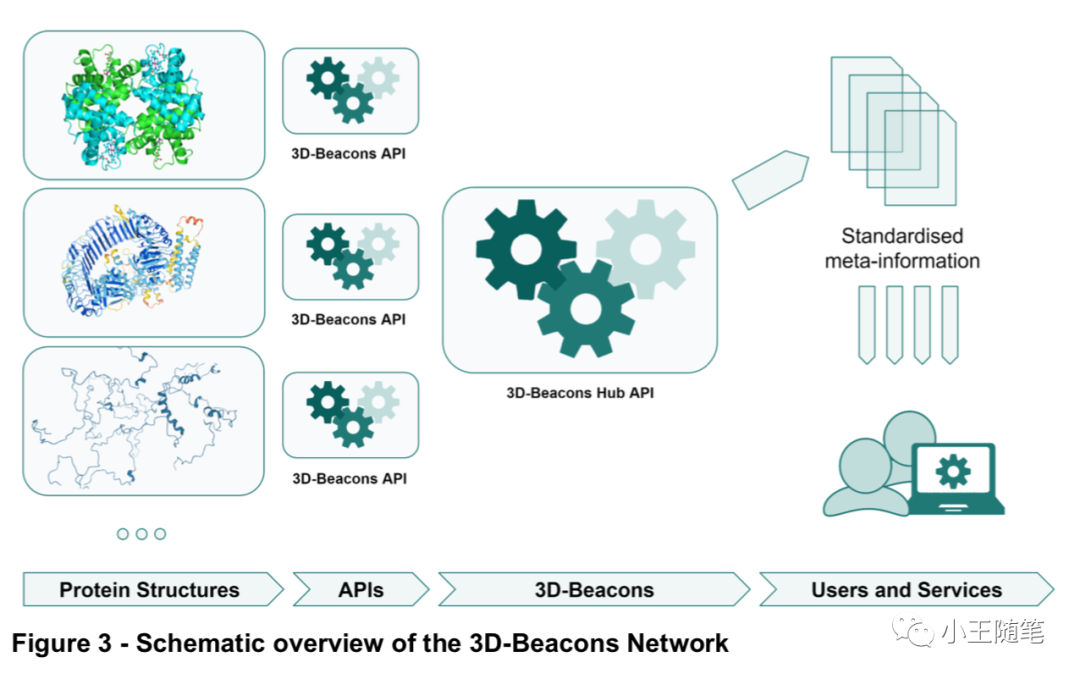 3D-Beacons API
3D-Beacons API
3D-Beacons API
3D-Beacons Hub API
Standardised
meta-information
Protein Structures
APIs
3D-Beacons
Users and Services
小王随笔
Figure 3 - Schematic overview of the 3D-Beacons Network